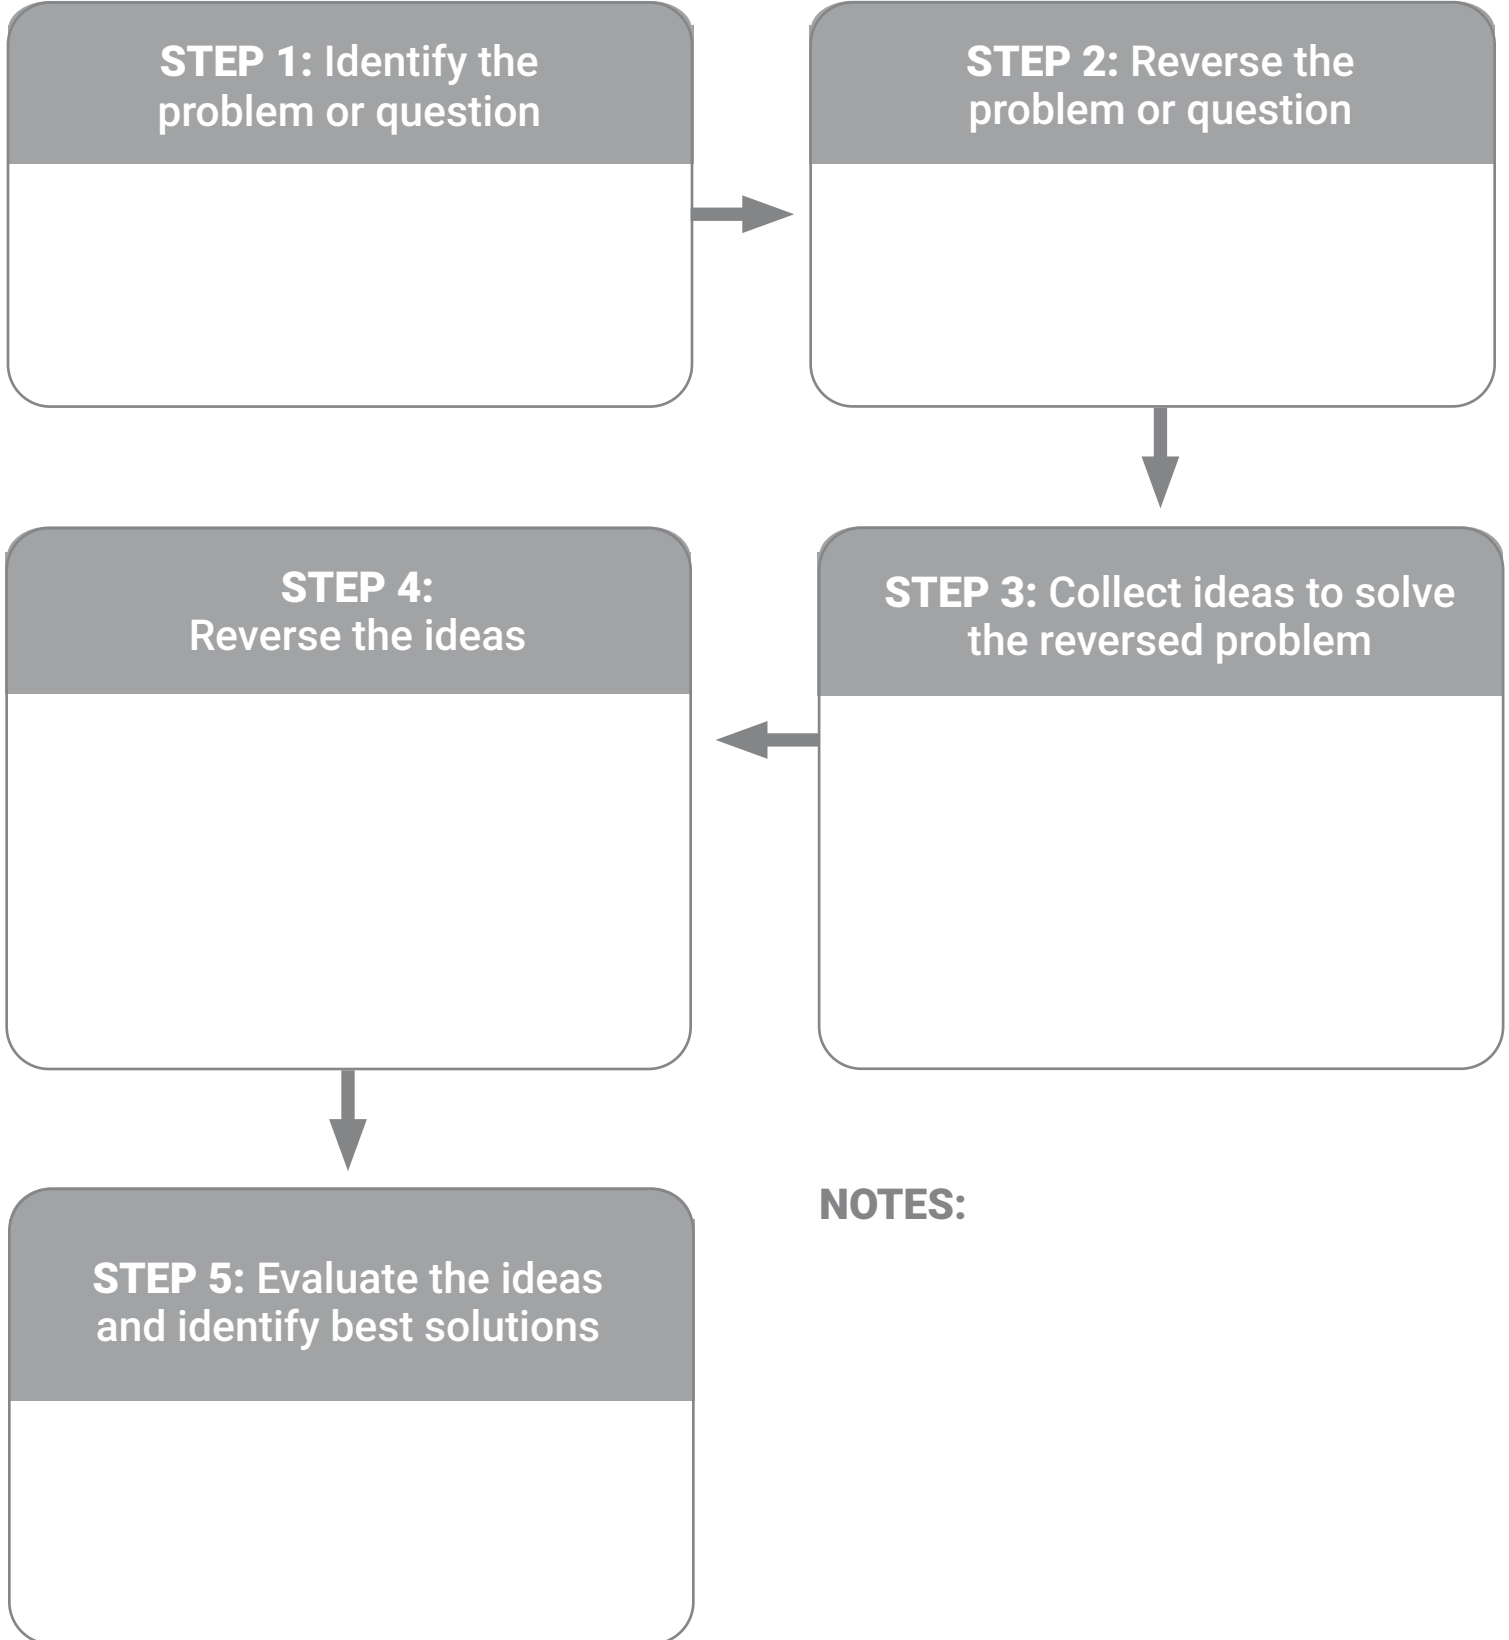 STEP 1: Identify the
problem or question
STEP 2: Reverse the
problem or question
STEP 3: Collect ideas to solve
the reversed problem
STEP 4:
Reverse the ideas
STEP 5: Evaluate the ideas
and identify best solutions
NOTES: